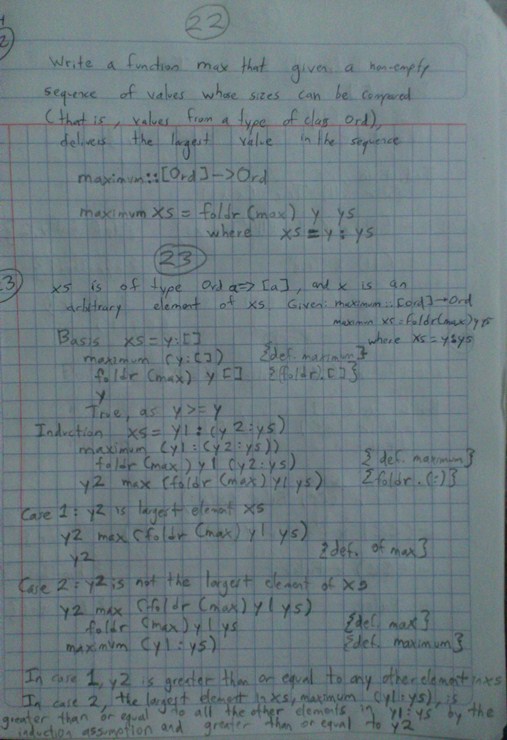 22
2
Write a function max that given a non-empty
sequence of values whose sizes can be compared
(that is, values from a type of class Ord),
delivers the largest value in the sequence
maximum::[Ord]->Ord
maximum xs = foldr (max) y ys
where xs = y:ys
23
3
xs is of type Ord a=> [a], and x is an
arbitrary element of xs Given: maximum::[ord]→Ord
maximum xs=foldr(max) y ys
where xs=y:ys
Basis xs=y:[]
maximum (y:[]) {def. maximum}
foldr (max) y [] {(foldr).[]}
y
True, as y>=y
Induction xs=y1:(y2:ys)
maximum (y1:(y2:ys))
foldr (max) y1 (y2:ys) {def. maximum}
y2 max (foldr (max) y1 ys) {foldr.(:)}
Case 1: y2 is largest element xs
y2 max (foldr (max) y1 ys)
y2 {def. of max}
Case 2: y2 is not the largest element of xs
y2 max (foldr (max) y1 ys)
foldr (max) y1 ys {def. max}
maximum (y1:ys) {def. maximum}
In case 1, y2 is greater than or equal to any other element in xs
In case 2, the largest element in xs, maximum (y1:ys), is
greater than or equal to all the other elements in y1:ys by the
induction assumption and greater than or equal to y2